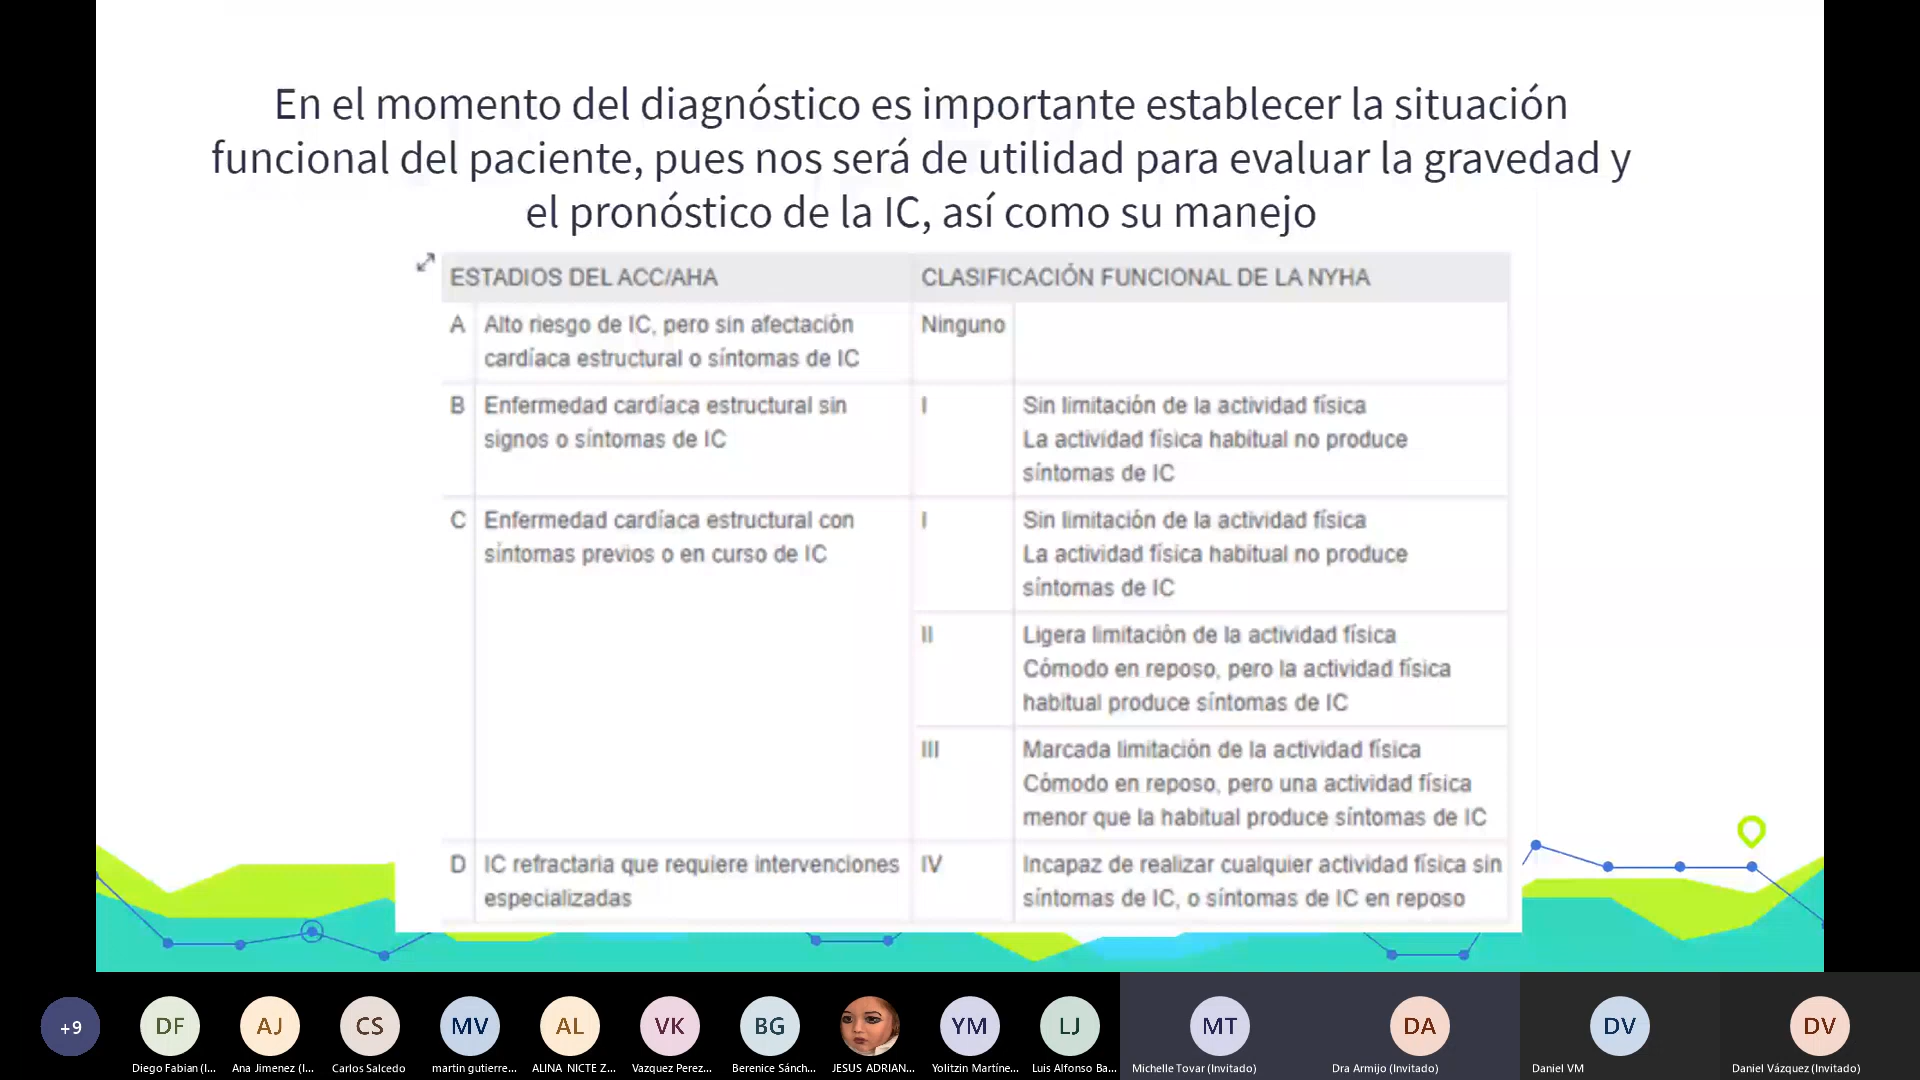 En el momento del diagnóstico es importante establecer la situación
funcional del paciente, pues nos será de utilidad para evaluar la gravedad y
el pronóstico de la IC, así como su manejo
ESTADIOS DEL ACC/AHA
CLASIFICACIÓN FUNCIONAL DE LA NYHA
A
Alto riesgo de IC, pero sin afectación
cardíaca estructural o síntomas de IC
Ninguno
B
Enfermedad cardíaca estructural sin
signos o síntomas de IC
I
Sin limitación de la actividad física
La actividad física habitual no produce
síntomas de IC
C
Enfermedad cardíaca estructural con
síntomas previos o en curso de IC
I
Sin limitación de la actividad física
La actividad física habitual no produce
síntomas de IC
II
Ligera limitación de la actividad física
Cómodo en reposo, pero la actividad física
habitual produce síntomas de IC
III
Marcada limitación de la actividad física
Cómodo en reposo, pero una actividad física
menor que la habitual produce síntomas de IC
D
IC refractaria que requiere intervenciones
especializadas
IV
Incapaz de realizar cualquier actividad física sin
síntomas de IC, o síntomas de IC en reposo
+9
DF
AJ
CS
MV
AL
VK
BG
YM
LJ
MT
DA
DV
DV
Diego Fabian (I...
Ana Jimenez (I...
Carlos Salcedo
martin gutierre...
ALINA NICTE Z...
Vazquez Perez...
Berenice Sánch...
JESUS ADRIAN...
Yolitzin Martíne...
Luis Alfonso Ba...
Michelle Tovar (Invitado)
Dra Armijo (Invitado)
Daniel VM
Daniel Vázquez (Invitado)